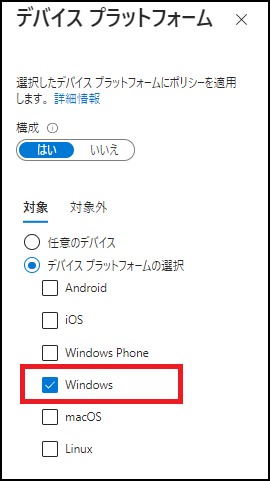 デバイス プラットフォーム
選択したデバイス プラットフォームにポリシーを適用
します。詳細情報
構成
はい いいえ
対象 対象外
任意のデバイス
デバイス プラットフォームの選択
Android
iOS
Windows Phone
Windows
macOS
Linux